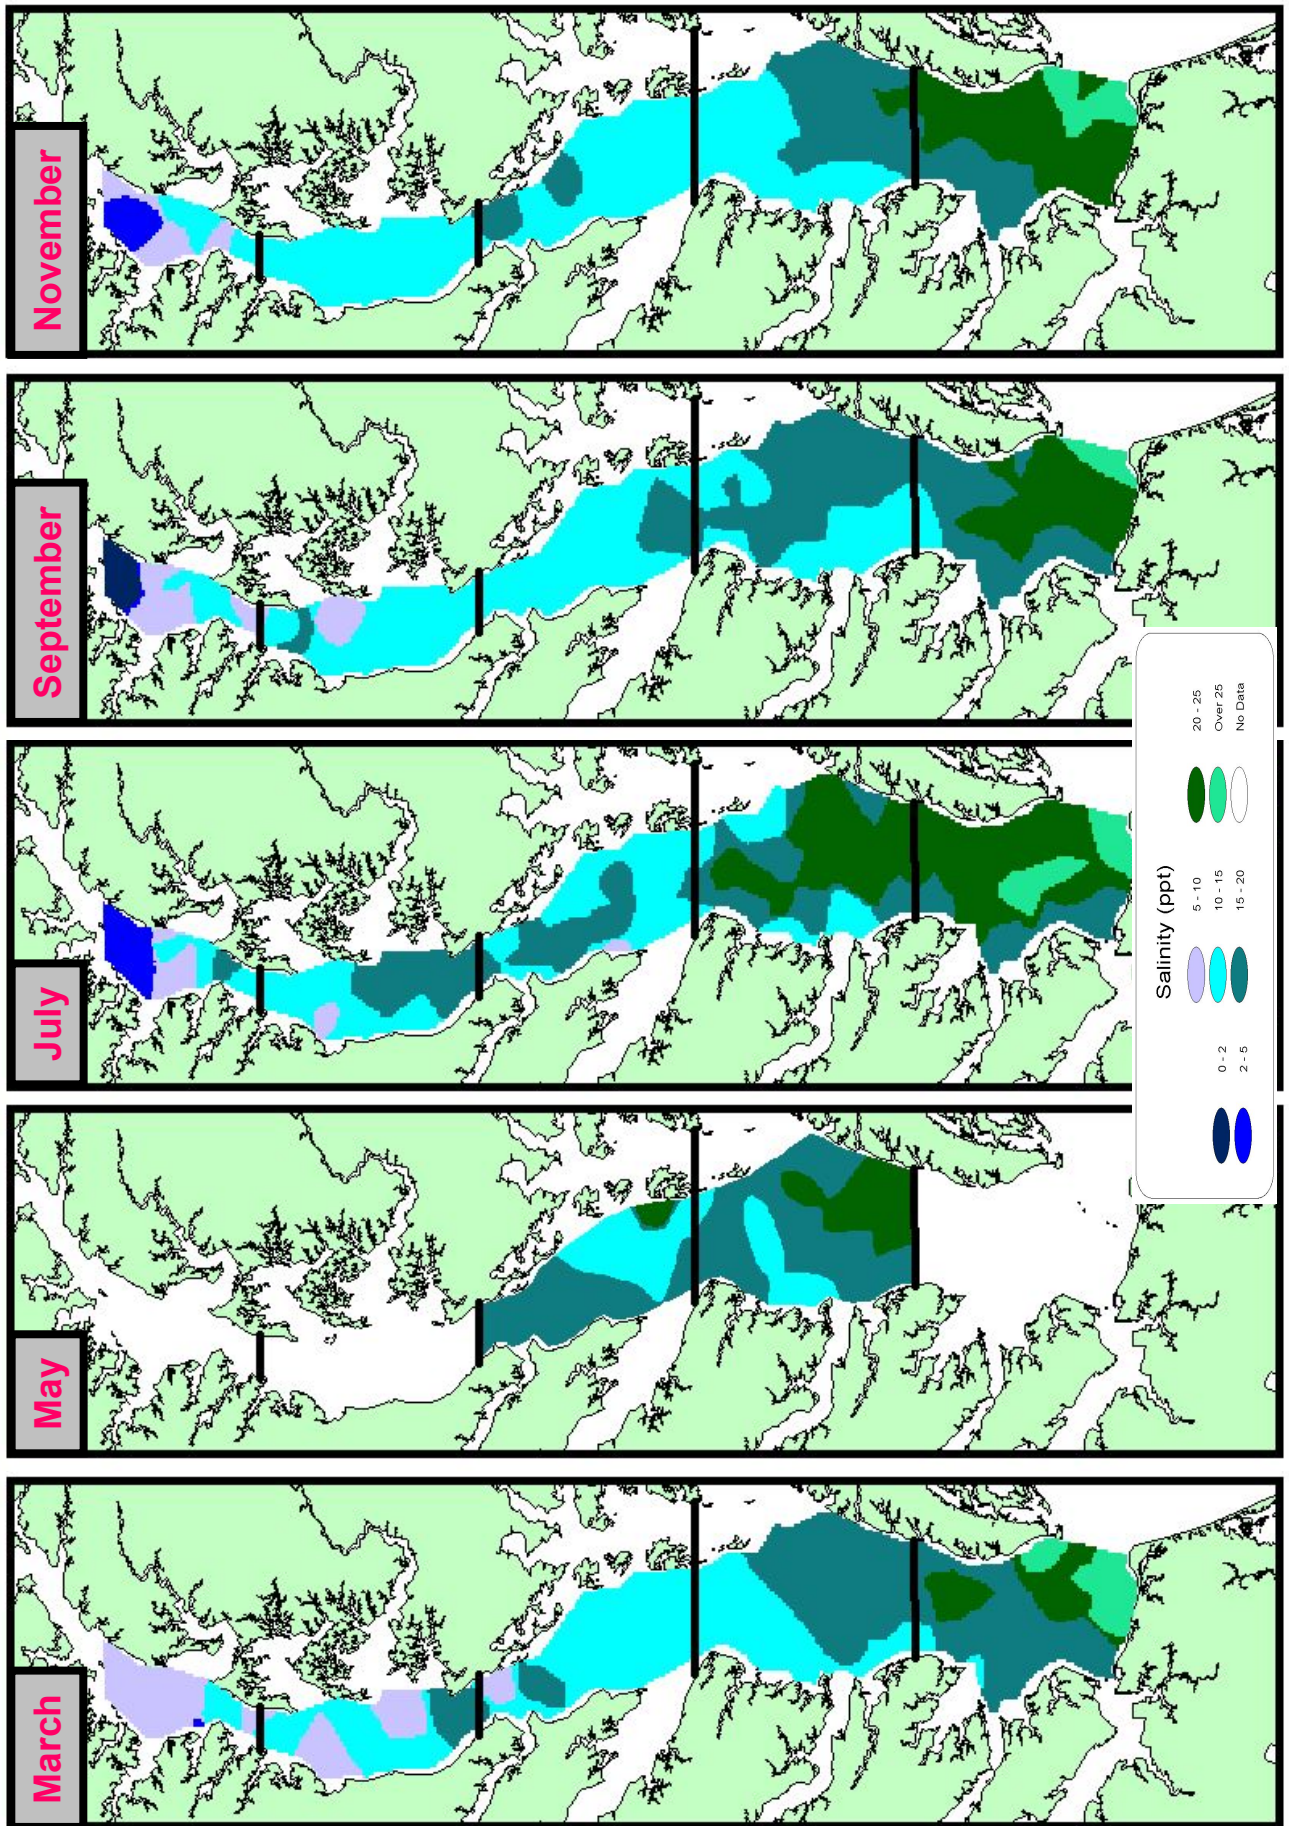 March
May
July
September
November
Salinity (ppt)
0 - 2
2 - 5
5 - 10
10 - 15
15 - 20
20 - 25
Over 25
No Data